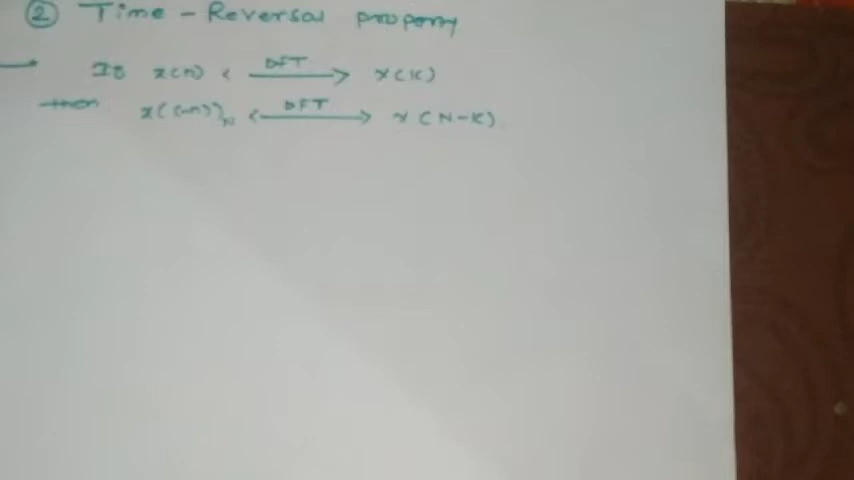 ② Time - Reversal property
→ If x(n) <—DFT—> X(K)
then x((-n))N <—DFT—> X(N-K)